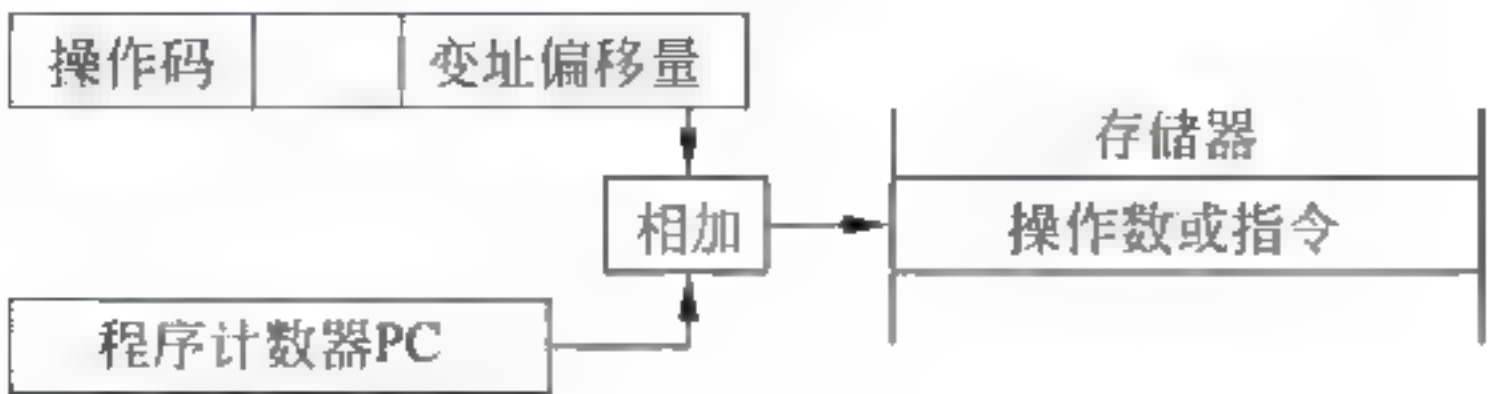 操作码 变址偏移量
存储器
相加
操作数或指令
程序计数器PC